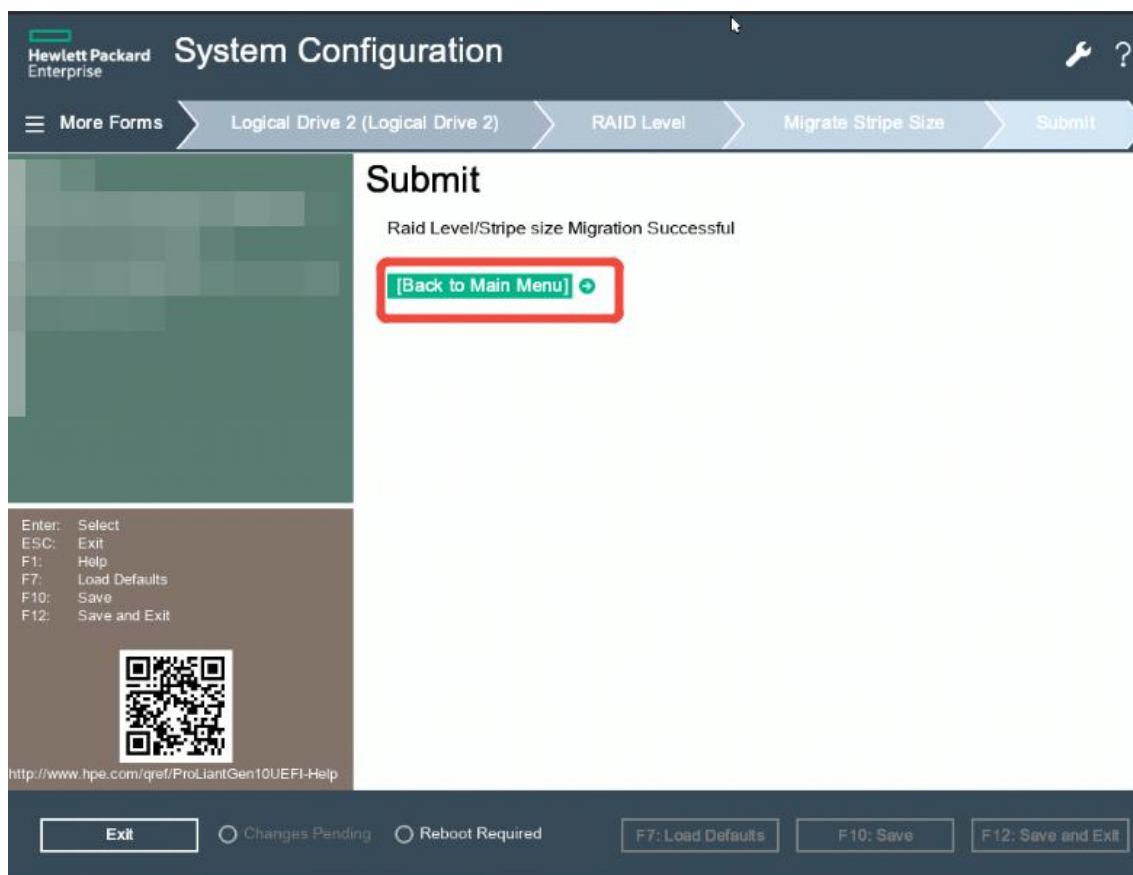 Hewlett Packard
Enterprise
System Configuration
?
More Forms
Logical Drive 2 (Logical Drive 2)
RAID Level
Migrate Stripe Size
Submit
Submit
Raid Level/Stripe size Migration Successful
[Back to Main Menu]
Enter: Select
ESC: Exit
F1: Help
F7: Load Defaults
F10: Save
F12: Save and Exit
http://www.hpe.com/qref/ProLiantGen10UEFI-Help
Exit
Changes Pending
Reboot Required
F7: Load Defaults
F10: Save
F12: Save and Exit